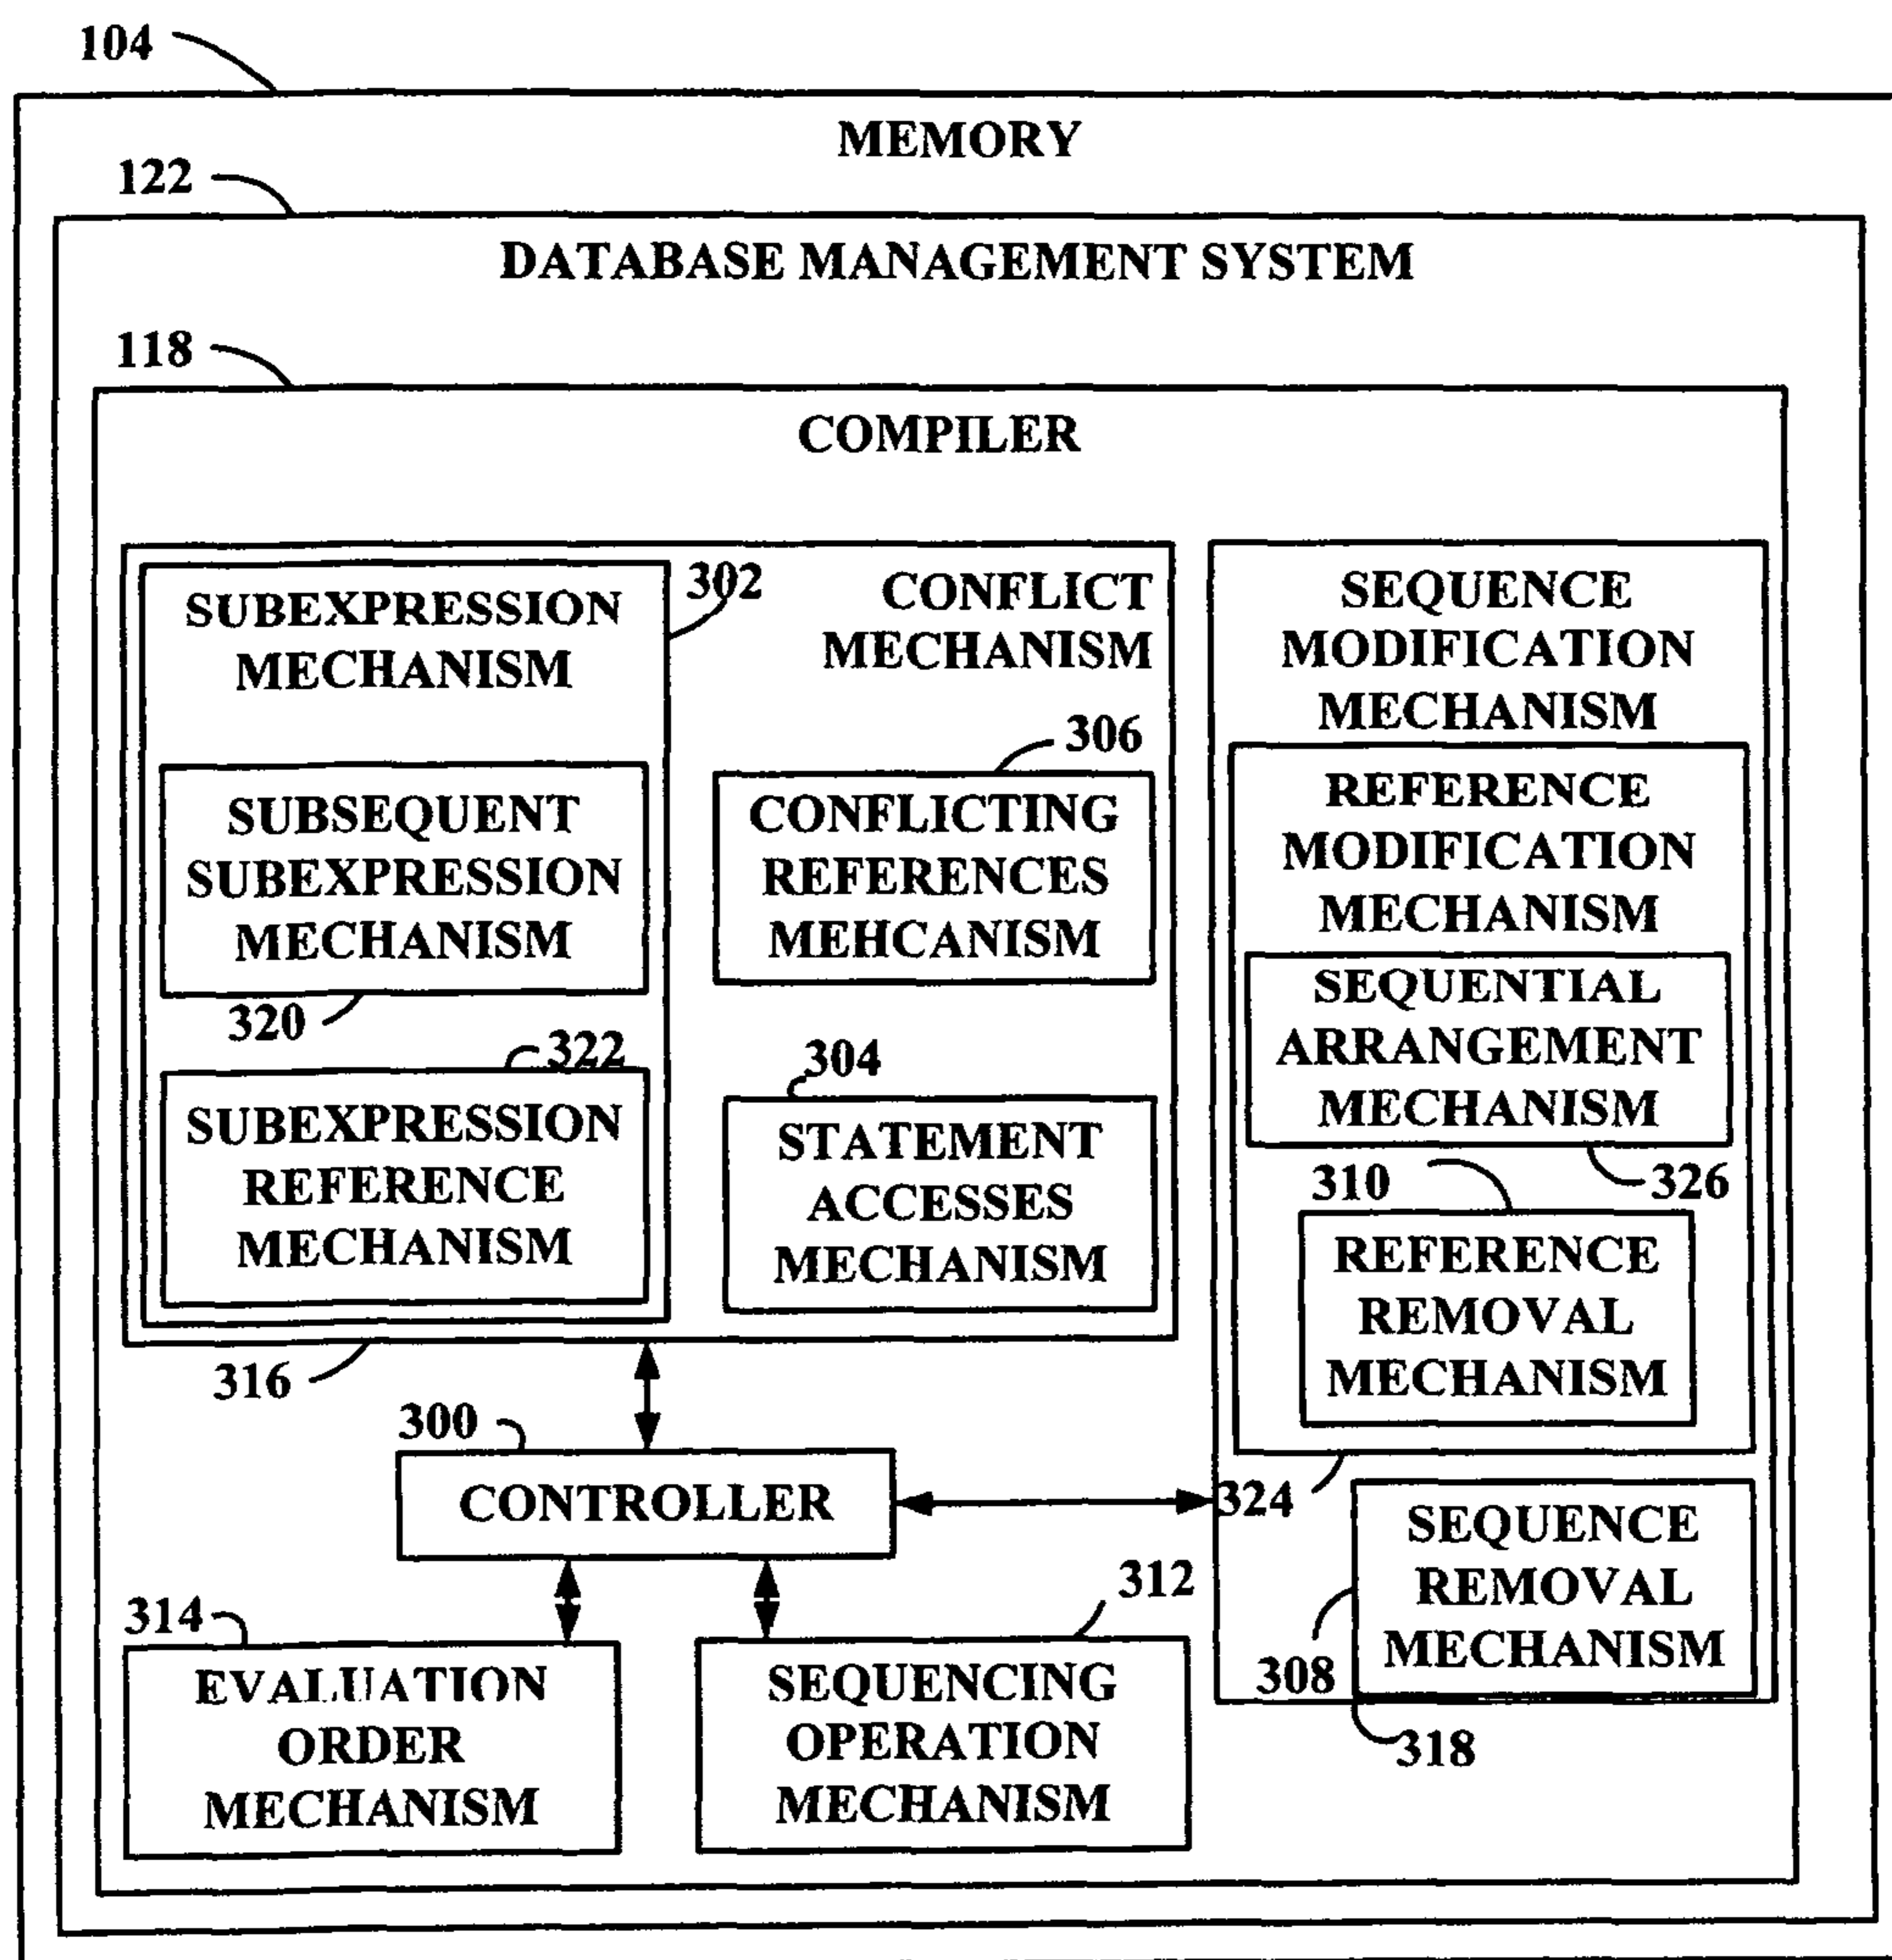 104
MEMORY
122
DATABASE MANAGEMENT SYSTEM
118
COMPILER
302
SUBEXPRESSION
MECHANISM
CONFLICT
MECHANISM
SUBSEQUENT
SUBEXPRESSION
MECHANISM
320
306
CONFLICTING
REFERENCES
MEHCANISM
322
SUBEXPRESSION
REFERENCE
MECHANISM
304
STATEMENT
ACCESSES
MECHANISM
316
SEQUENCE
MODIFICATION
MECHANISM
REFERENCE
MODIFICATION
MECHANISM
SEQUENTIAL
ARRANGEMENT
MECHANISM
310
326
REFERENCE
REMOVAL
MECHANISM
324
SEQUENCE
REMOVAL
MECHANISM
308
318
300
CONTROLLER
314
EVALUATION
ORDER
MECHANISM
312
SEQUENCING
OPERATION
MECHANISM